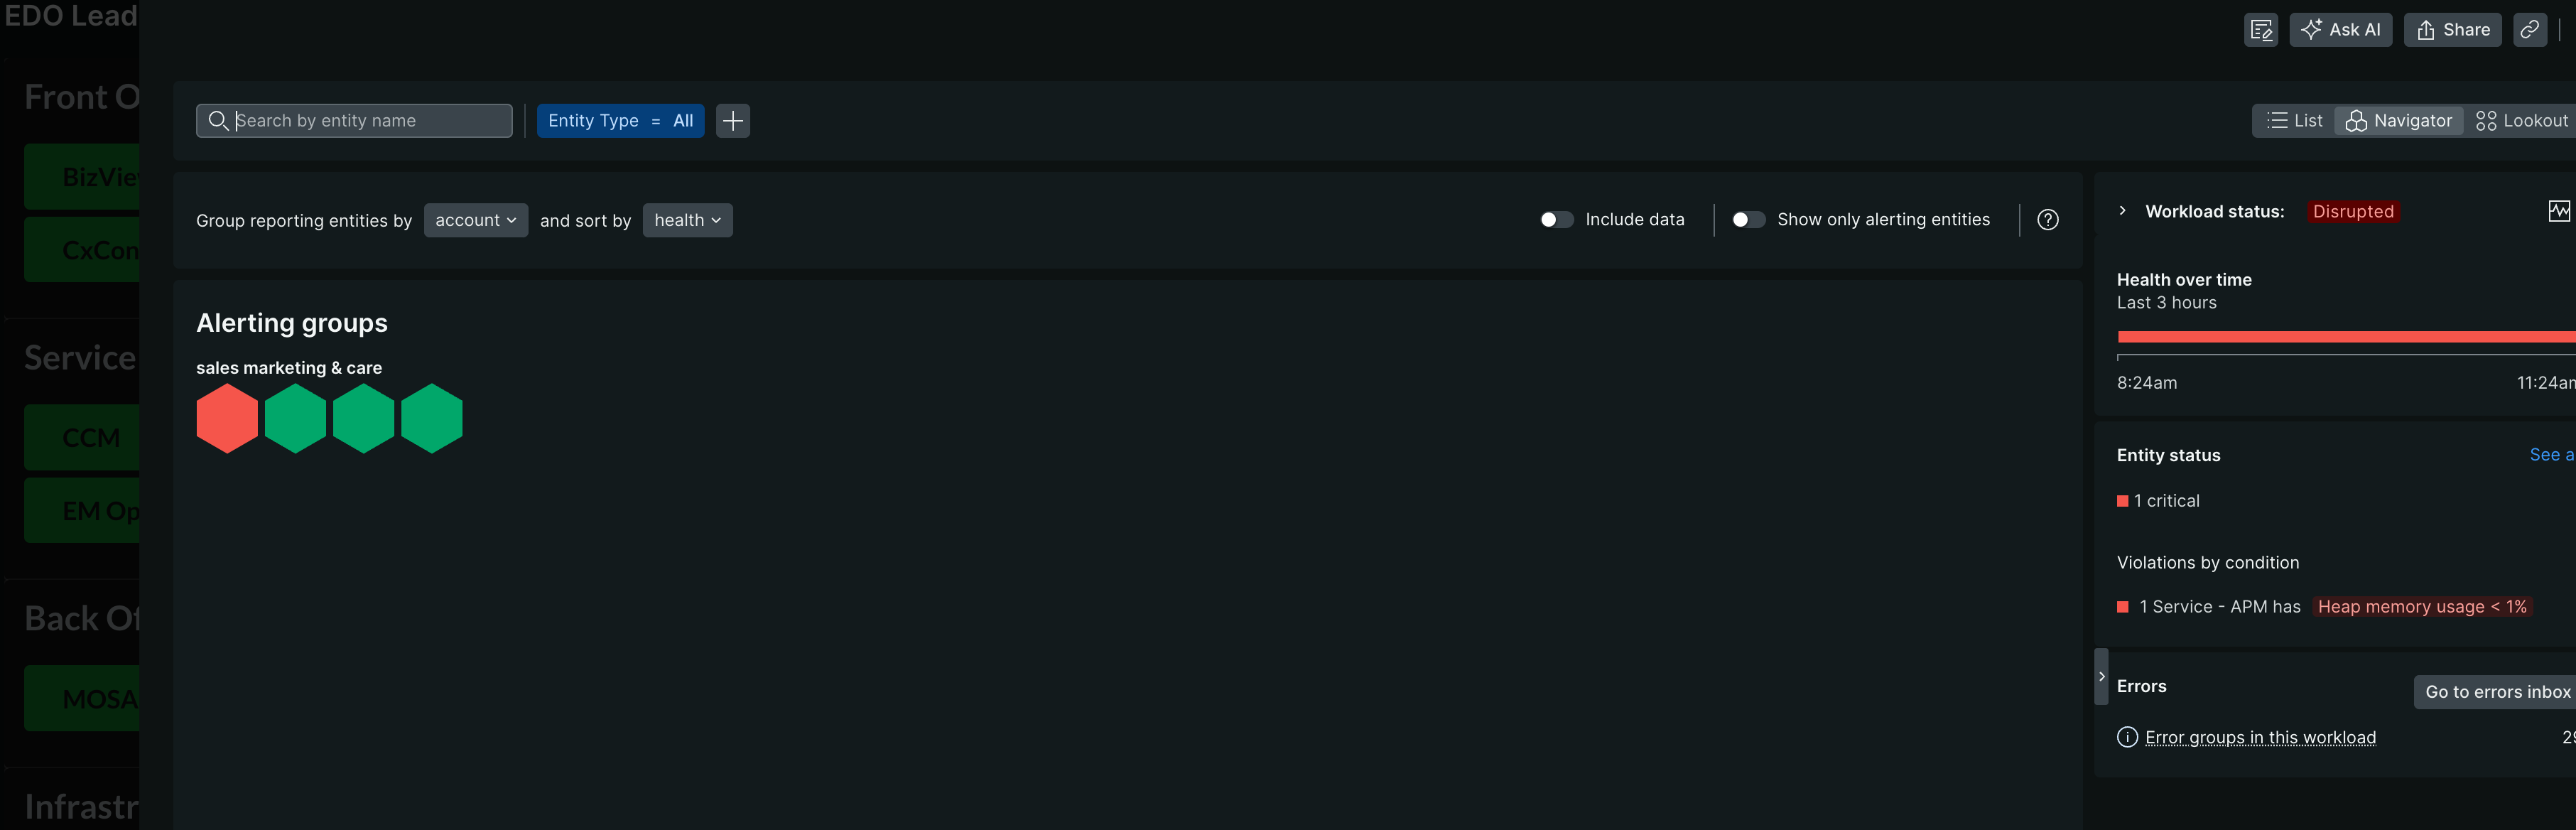 EDO Lead
Front O
BizVie
CxCon
Service
CCM
EM Op
Back Of
MOSA
Infrastr
Ask AI
Share
Search by entity name
Entity Type = All
List
Navigator
Lookout
Group reporting entities by account and sort by health
Include data
Show only alerting entities
Alerting groups
sales marketing & care
Workload status: Disrupted
Health over time
Last 3 hours
8:24am
11:24am
Entity status
See a
1 critical
Violations by condition
1 Service - APM has Heap memory usage < 1%
Errors
Go to errors inbox
Error groups in this workload
29